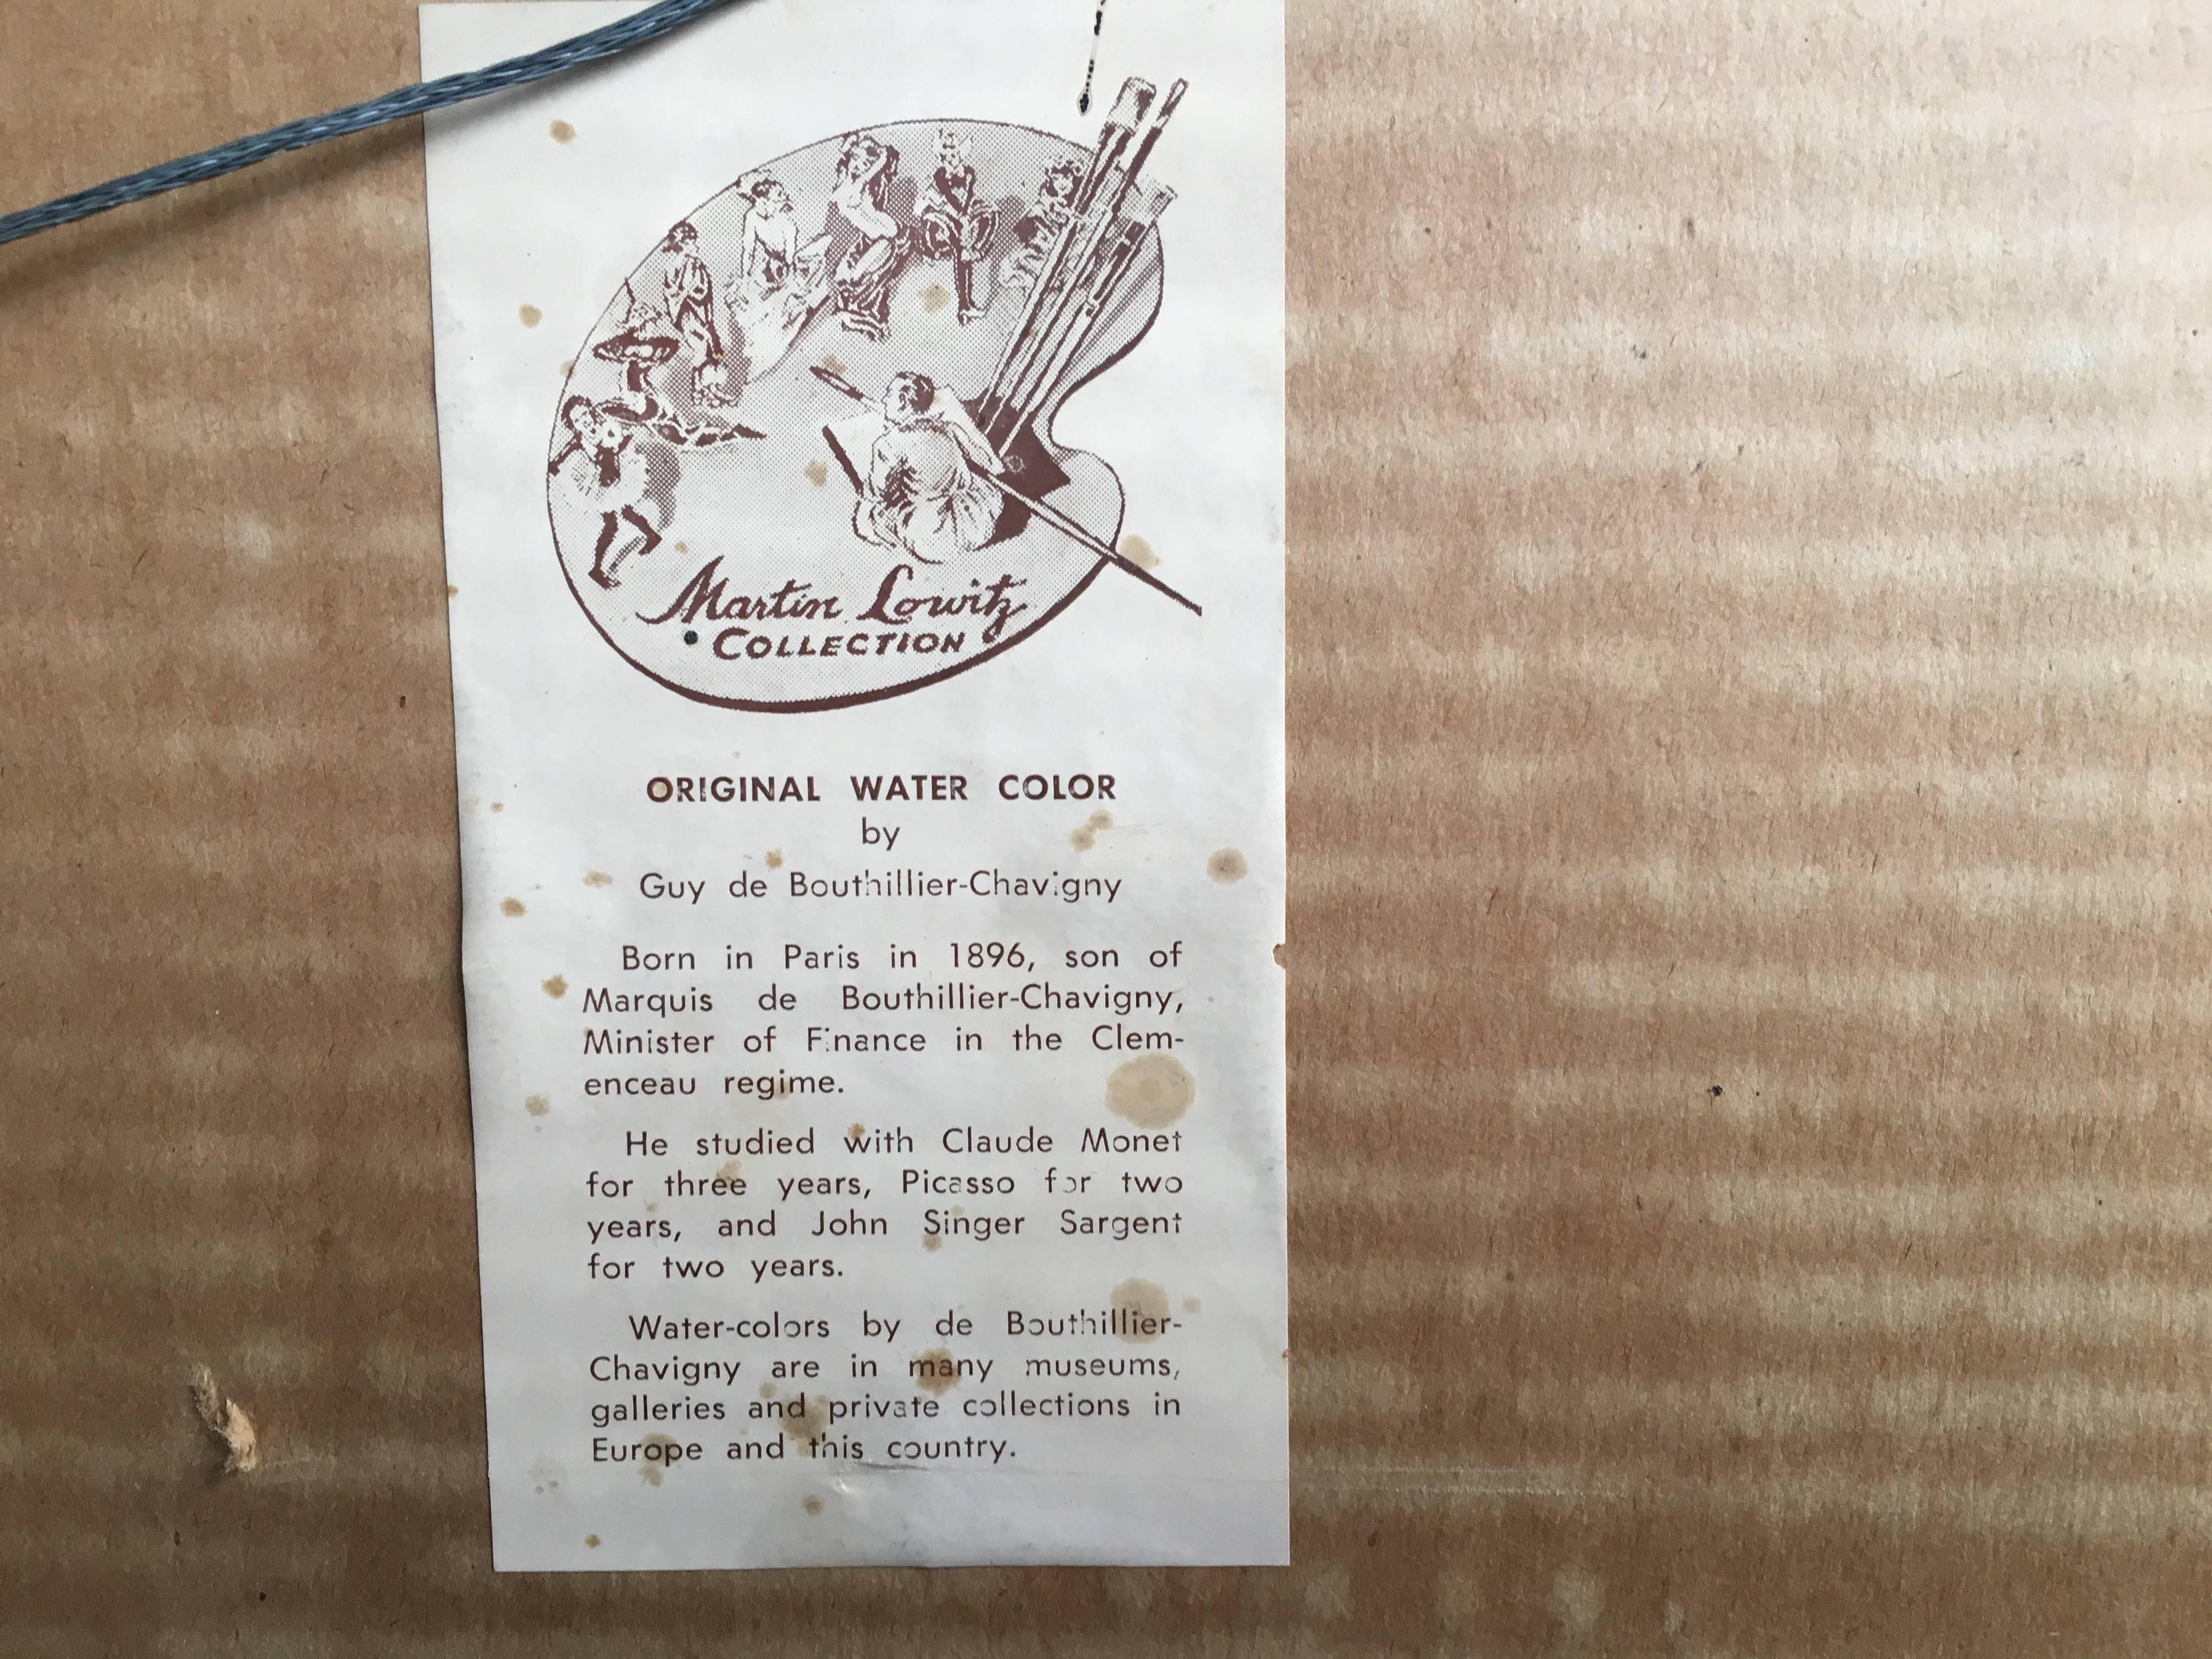 Martin Lowitz
COLLECTION
ORIGINAL WATER COLOR
by
Guy de Bouthillier-Chavigny
Born in Paris in 1896, son of
Marquis de Bouthillier-Chavigny,
Minister of Finance in the Clem-
enceau regime.
He studied with Claude Monet
for three years, Picasso for two
years, and John Singer Sargent
for two years.
Water-colors by de Bouthillier-
Chavigny are in many museums,
galleries and private collections in
Europe and this country.